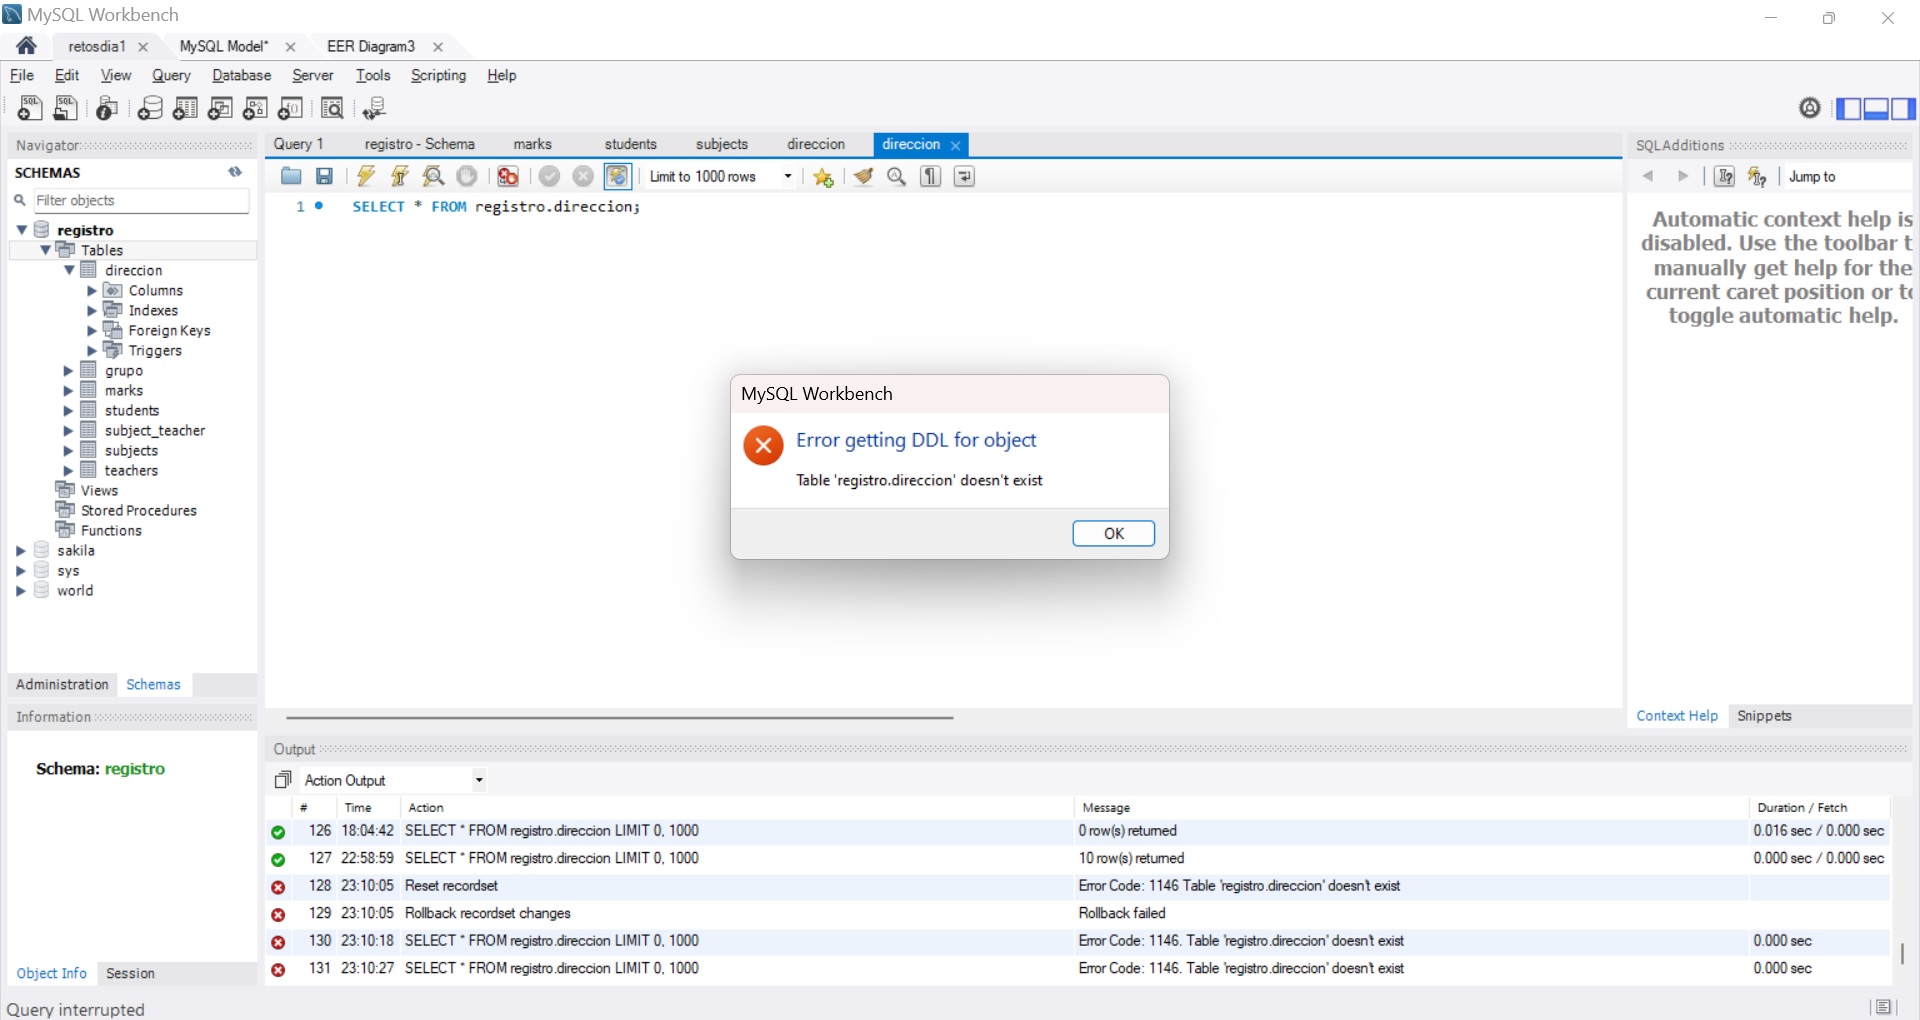 MySQL Workbench
retosdia1
MySQL Model*
EER Diagram3
File Edit View Query Database Server Tools Scripting Help
Navigator
SCHEMAS
Filter objects
registro
Tables
direccion
Columns
Indexes
Foreign Keys
Triggers
grupo
marks
students
subject_teacher
subjects
teachers
Views
Stored Procedures
Functions
sakila
sys
world
Administration Schemas
Information
Schema: registro
Object Info Session
Query interrupted
Query 1 registro - Schema marks students subjects direccion direccion
Limit to 1000 rows
1 SELECT * FROM registro.direccion;
MySQL Workbench
Error getting DDL for object
Table 'registro.direccion' doesn't exist
OK
SQLAdditions
Jump to
Automatic context help is
disabled. Use the toolbar t
manually get help for the
current caret position or to
toggle automatic help.
Context Help Snippets
Output
Action Output
# Time Action Message Duration / Fetch
126 18:04:42 SELECT * FROM registro.direccion LIMIT 0, 1000 0 row(s) returned 0.016 sec / 0.000 sec
127 22:58:59 SELECT * FROM registro.direccion LIMIT 0, 1000 10 row(s) returned 0.000 sec / 0.000 sec
128 23:10:05 Reset recordset Error Code: 1146 Table 'registro.direccion' doesn't exist
129 23:10:05 Rollback recordset changes Rollback failed
130 23:10:18 SELECT * FROM registro.direccion LIMIT 0, 1000 Error Code: 1146. Table 'registro.direccion' doesn't exist 0.000 sec
131 23:10:27 SELECT * FROM registro.direccion LIMIT 0, 1000 Error Code: 1146. Table 'registro.direccion' doesn't exist 0.000 sec